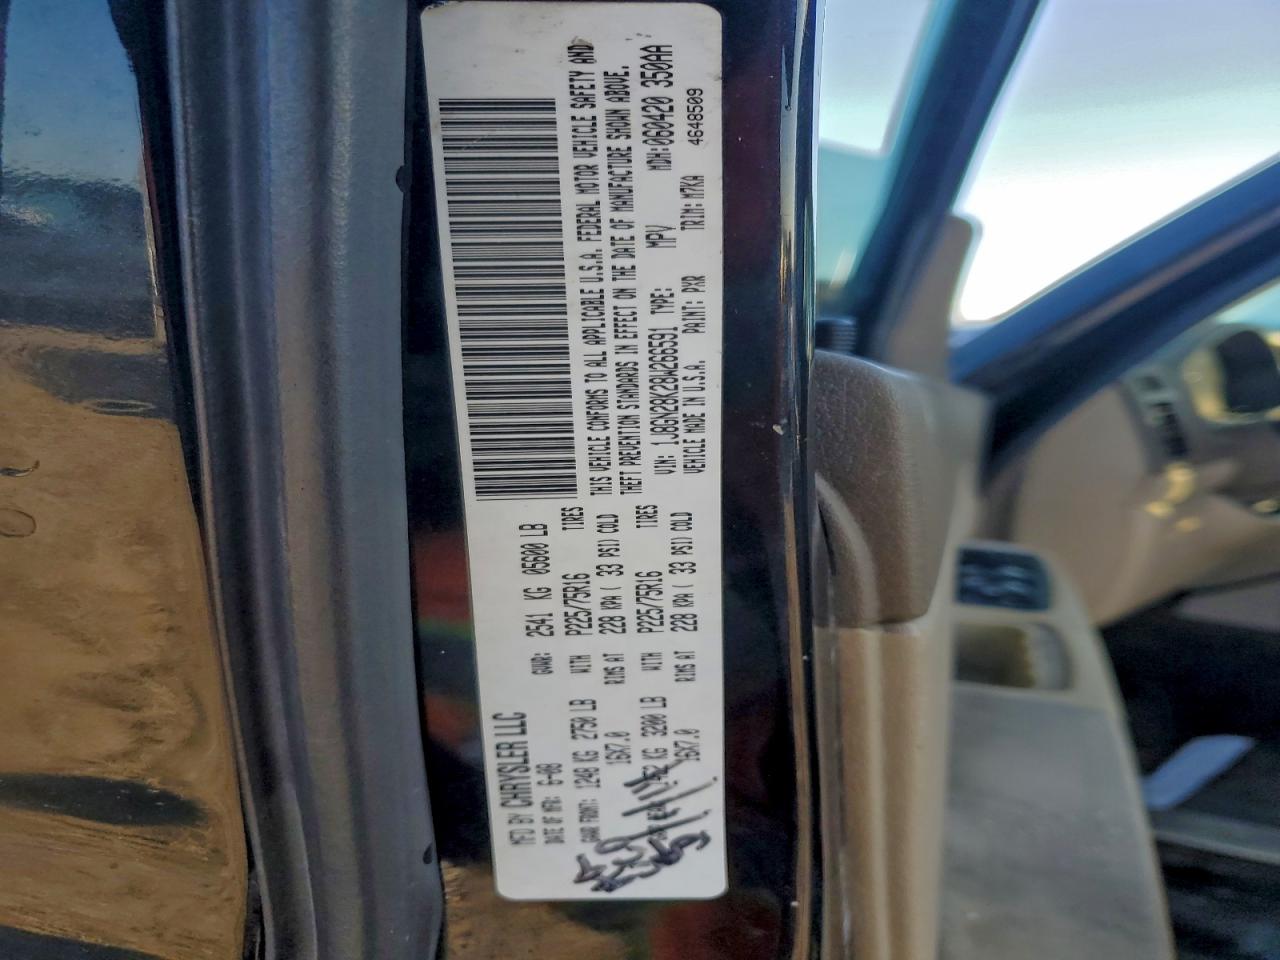 MFD BY CHRYSLER LLC
DATE OF MFR: 6-08 GVWR: 2541 KG 05600 LB
GAWR FRONT: 1248 KG 2750 LB WITH P225/75R16 TIRES
16X7.0 RIMS AT 228 KPA ( 33 PSI) COLD
KG 3200 LB WITH P225/75R16 TIRES
16X7.0 RIMS AT 228 KPA ( 33 PSI) COLD
THIS VEHICLE CONFORMS TO ALL APPLICABLE U.S.A. FEDERAL MOTOR VEHICLE SAFETY AND
THEFT PREVENTION STANDARDS IN EFFECT ON THE DATE OF MANUFACTURE SHOWN ABOVE.
VIN: 1J8GN28K28W266591 TYPE: MPV MDH:060420 350AA
VEHICLE MADE IN U.S.A. PAINT: PXR TRIM: M7KA 4648509